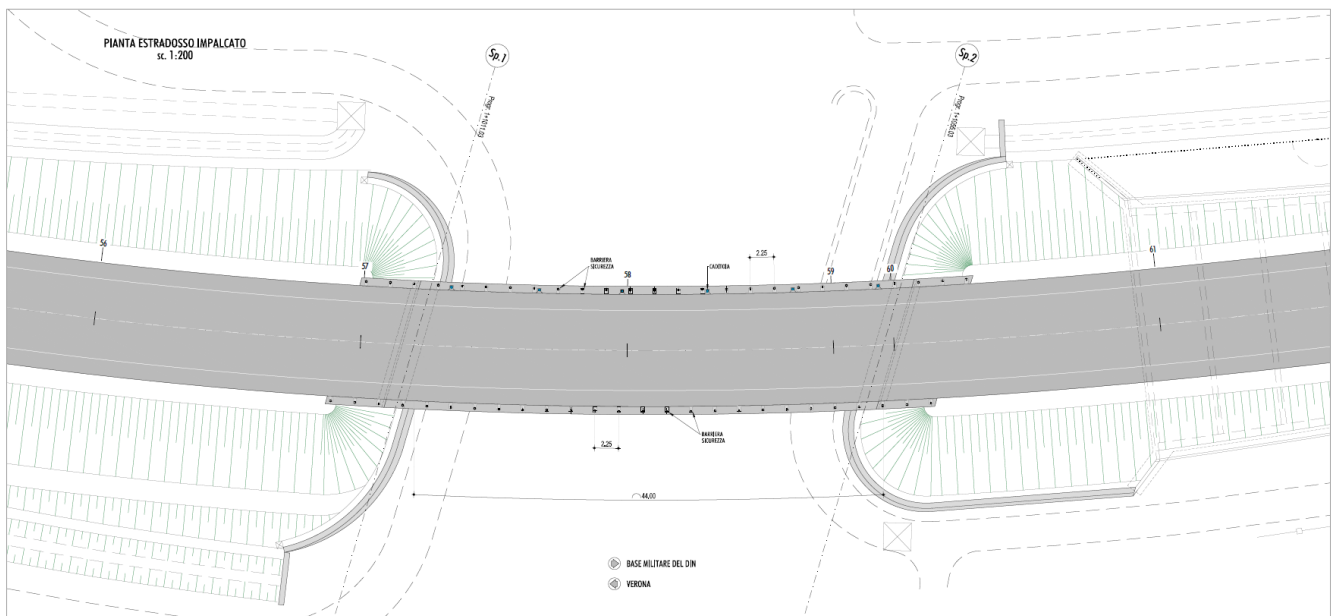 PIANTA ESTRADOSSO IMPALCATO
sc. 1:200
Sp.1
Sp.2
56
57
BARRIERA
SICUREZZA
58
CADITOIA
2.25
59
60
61
2.25
BARRIERA
SICUREZZA
44.00
BASE MILITARE DEL DIN
VERONA